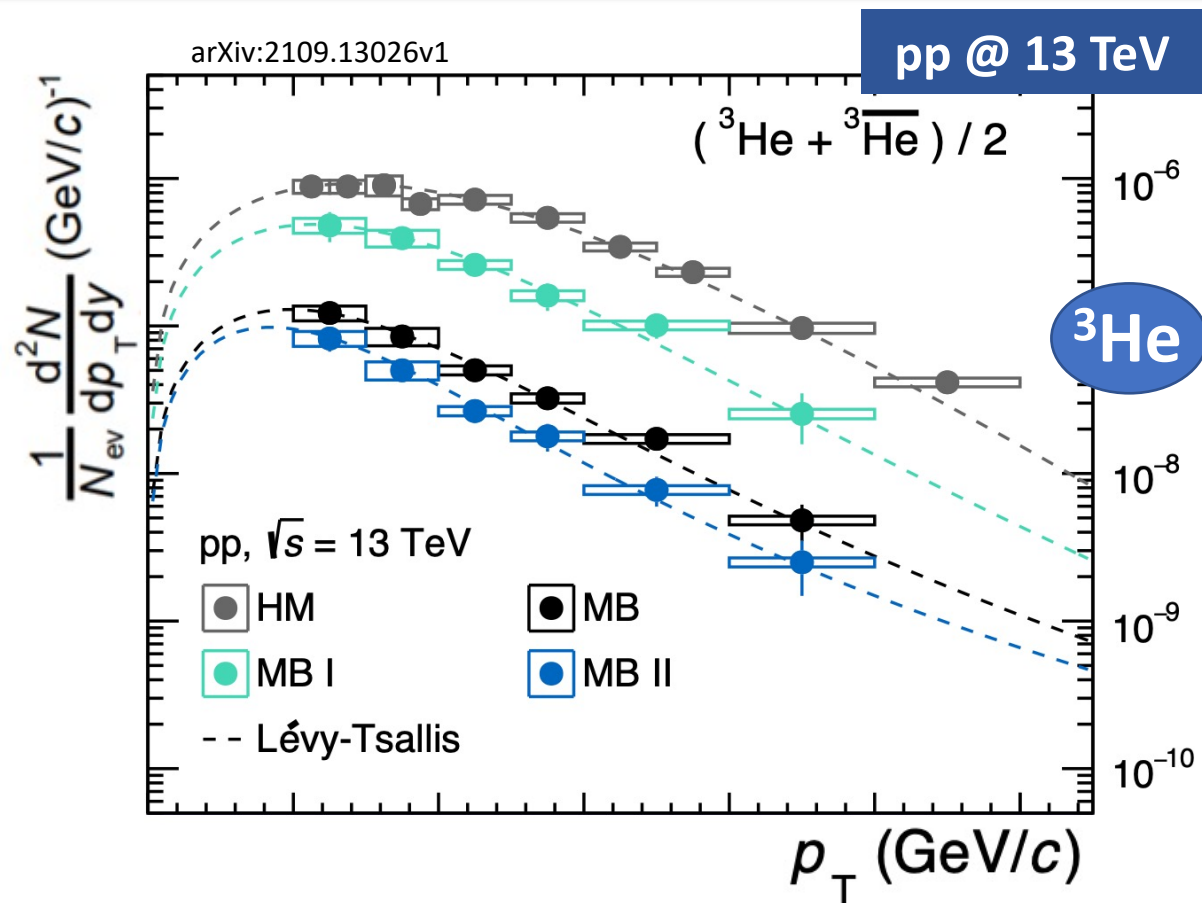 arXiv:2109.13026v1
pp @ 13 TeV
(³He + ³H̅e̅) / 2
1/N_ev d²N/dp_T dy (GeV/c)⁻¹
10⁻⁶
³He
10⁻⁸
pp, √s = 13 TeV
HM
MB
10⁻⁹
MB I
MB II
Lévy-Tsallis
10⁻¹⁰
p_T (GeV/c)